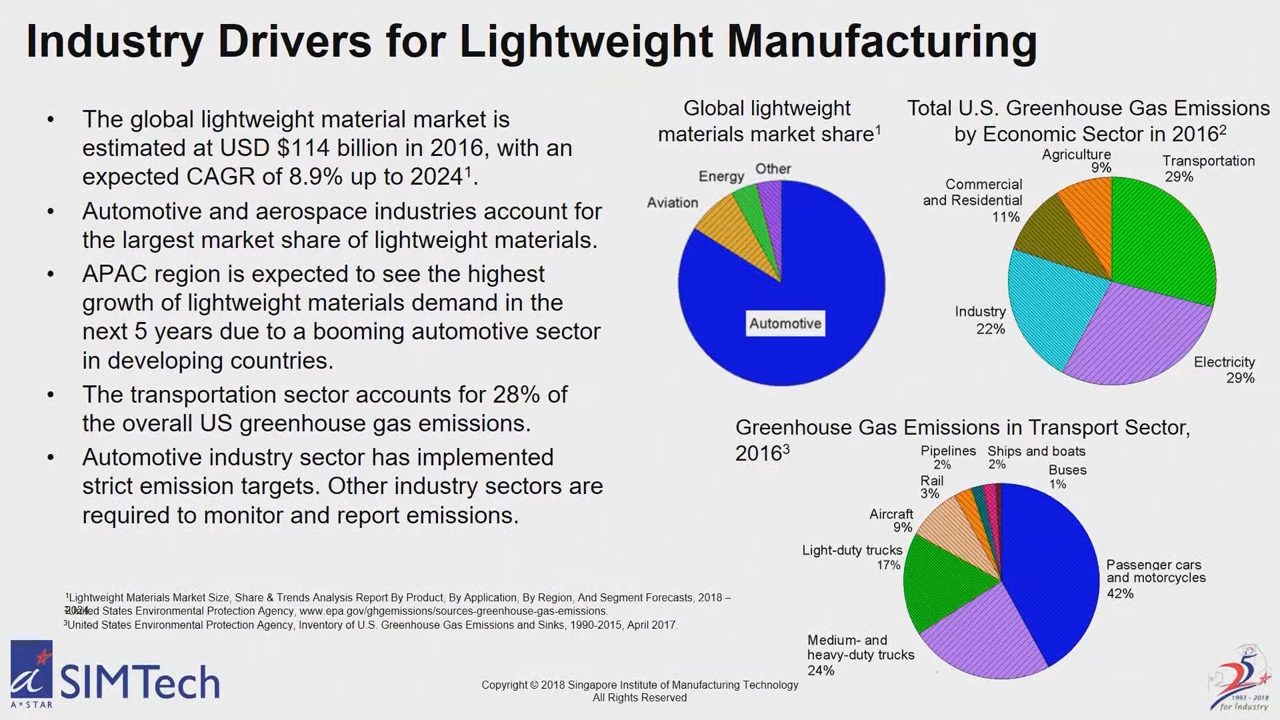 Industry Drivers for Lightweight Manufacturing
• The global lightweight material market is
estimated at USD $114 billion in 2016, with an
expected CAGR of 8.9% up to 2024¹.
• Automotive and aerospace industries account for
the largest market share of lightweight materials.
• APAC region is expected to see the highest
growth of lightweight materials demand in the
next 5 years due to a booming automotive sector
in developing countries.
• The transportation sector accounts for 28% of
the overall US greenhouse gas emissions.
• Automotive industry sector has implemented
strict emission targets. Other industry sectors are
required to monitor and report emissions.
Global lightweight
materials market share¹
Other
Energy
Aviation
Automotive
Total U.S. Greenhouse Gas Emissions
by Economic Sector in 2016²
Agriculture
9%
Transportation
29%
Commercial
and Residential
11%
Industry
22%
Electricity
29%
Greenhouse Gas Emissions in Transport Sector,
2016³
Pipelines
2%
Ships and boats
2%
Buses
1%
Rail
3%
Aircraft
9%
Light-duty trucks
17%
Passenger cars
and motorcycles
42%
Medium- and
heavy-duty trucks
24%
¹Lightweight Materials Market Size, Share & Trends Analysis Report By Product, By Application, By Region, And Segment Forecasts, 2018 –
2024.
²United States Environmental Protection Agency, www.epa.gov/ghgemissions/sources-greenhouse-gas-emissions.
³United States Environmental Protection Agency, Inventory of U.S. Greenhouse Gas Emissions and Sinks, 1990-2015, April 2017.
a
A★STAR
SIMTech
Copyright © 2018 Singapore Institute of Manufacturing Technology
All Rights Reserved
25
1993 - 2018
for Industry